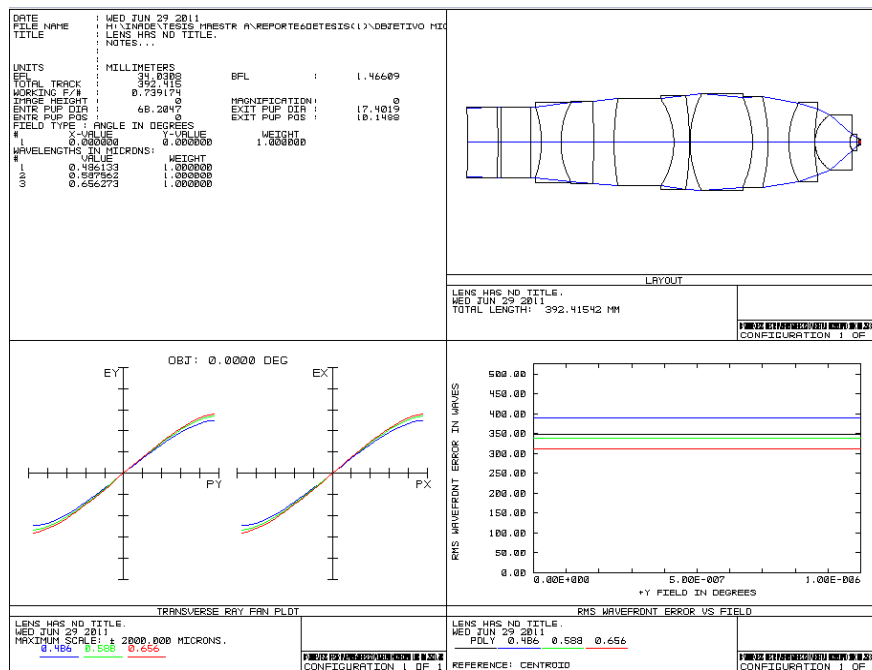 DATE : WED JUN 29 2011
FILE NAME : H:\INAOE\TESIS MAESTR A\REPORTE6DETESIS(1)\OBJETIVO MIC
TITLE : LENS HAS NO TITLE.
: NOTES...
UNITS : MILLIMETERS
EFL : 34.0308 BFL : 1.46609
TOTAL TRACK : 392.415
WORKING F/# : 0.739174
IMAGE HEIGHT : 0 MAGNIFICATION: 0
ENTR PUP DIA : 68.2047 EXIT PUP DIA : 17.4019
ENTR PUP POS : 0 EXIT PUP POS : 10.1488
FIELD TYPE : ANGLE IN DEGREES
# X-VALUE Y-VALUE WEIGHT
1 0.000000 0.000000 1.000000
WAVELENGTHS IN MICRONS:
# VALUE WEIGHT
1 0.486133 1.000000
2 0.587562 1.000000
3 0.656273 1.000000
LAYOUT
LENS HAS NO TITLE.
WED JUN 29 2011
TOTAL LENGTH: 392.41542 MM
CONFIGURATION 1 OF
OBJ: 0.0000 DEG
EY
EX
PY
PX
TRANSVERSE RAY FAN PLOT
LENS HAS NO TITLE.
WED JUN 29 2011
MAXIMUM SCALE: ± 2000.000 MICRONS.
0.486 0.588 0.656
CONFIGURATION 1 OF 1
RMS WAVEFRONT ERROR IN WAVES
500.00
450.00
400.00
350.00
300.00
250.00
200.00
150.00
100.00
50.00
0.00
0.00E+000 5.00E-007 1.00E-006
+Y FIELD IN DEGREES
RMS WAVEFRONT ERROR VS FIELD
LENS HAS NO TITLE.
WED JUN 29 2011
POLY 0.486 0.588 0.656
REFERENCE: CENTROID
CONFIGURATION 1 OF